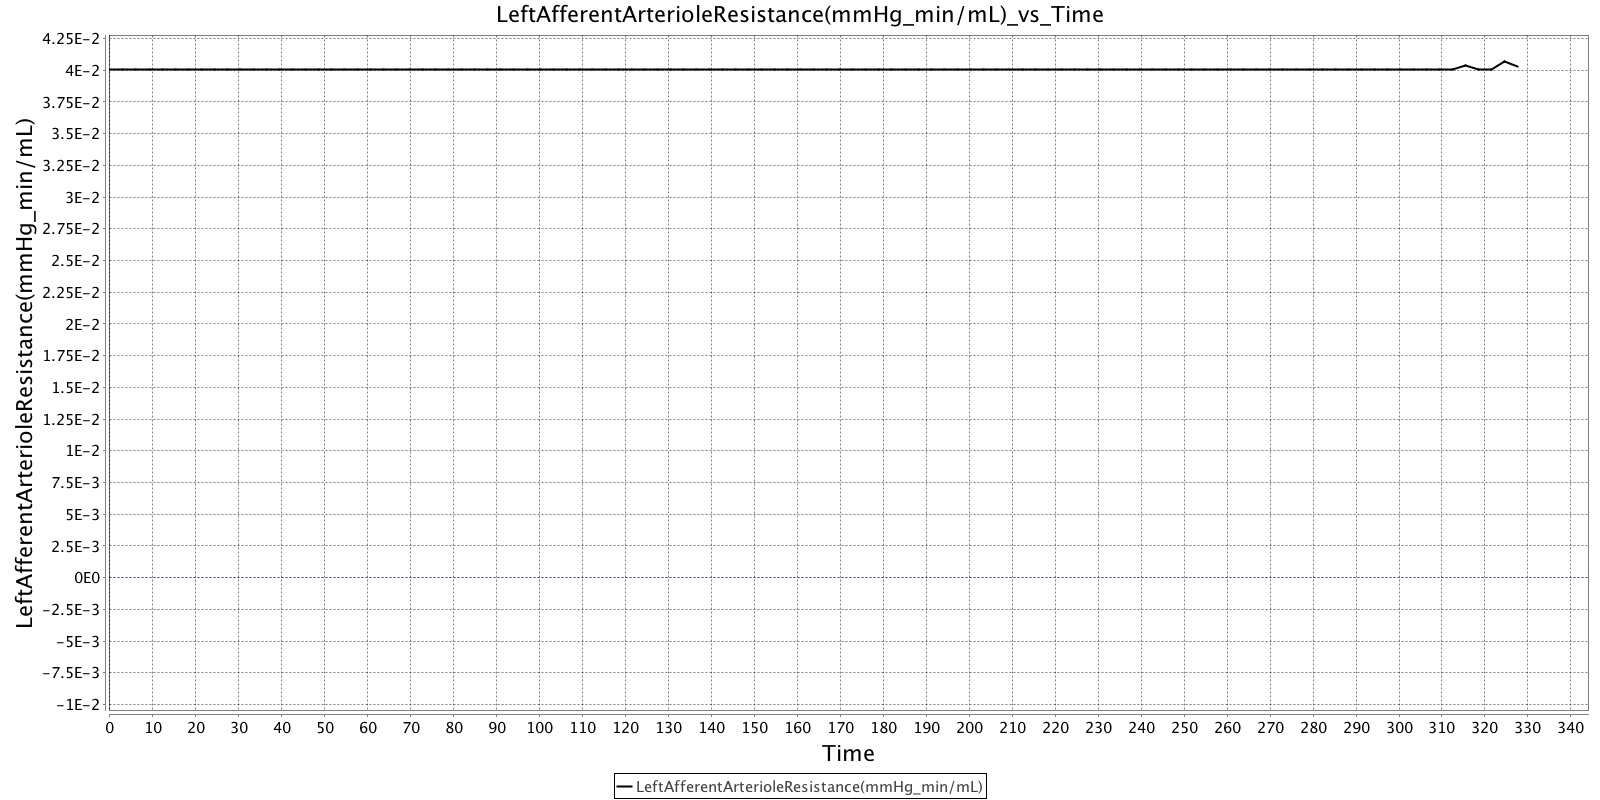 LeftAfferentArterioleResistance(mmHg_min/mL)_vs_Time
LeftAfferentArterioleResistance(mmHg_min/mL)
4.25E-2
4E-2
3.75E-2
3.5E-2
3.25E-2
3E-2
2.75E-2
2.5E-2
2.25E-2
2E-2
1.75E-2
1.5E-2
1.25E-2
1E-2
7.5E-3
5E-3
2.5E-3
0E0
-2.5E-3
-5E-3
-7.5E-3
-1E-2
0 10 20 30 40 50 60 70 80 90 100 110 120 130 140 150 160 170 180 190 200 210 220 230 240 250 260 270 280 290 300 310 320 330 340
Time
LeftAfferentArterioleResistance(mmHg_min/mL)